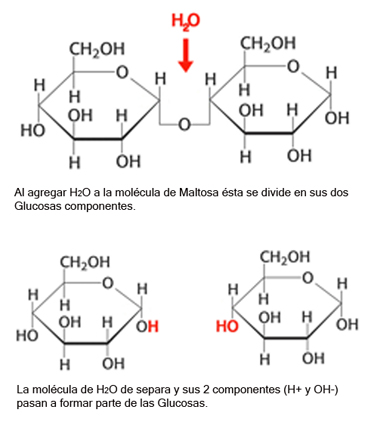 H2O
CH2OH CH2OH
O O
H H H H
H H
OH H OH H
HO O OH
H OH H OH
Al agregar H2O a la molécula de Maltosa ésta se divide en sus dos
Glucosas componentes.
CH2OH CH2OH
O O
H H H H
H H
OH H OH H
HO OH HO OH
H OH H OH
La molécula de H2O de separa y sus 2 componentes (H+ y OH-)
pasan a formar parte de las Glucosas.